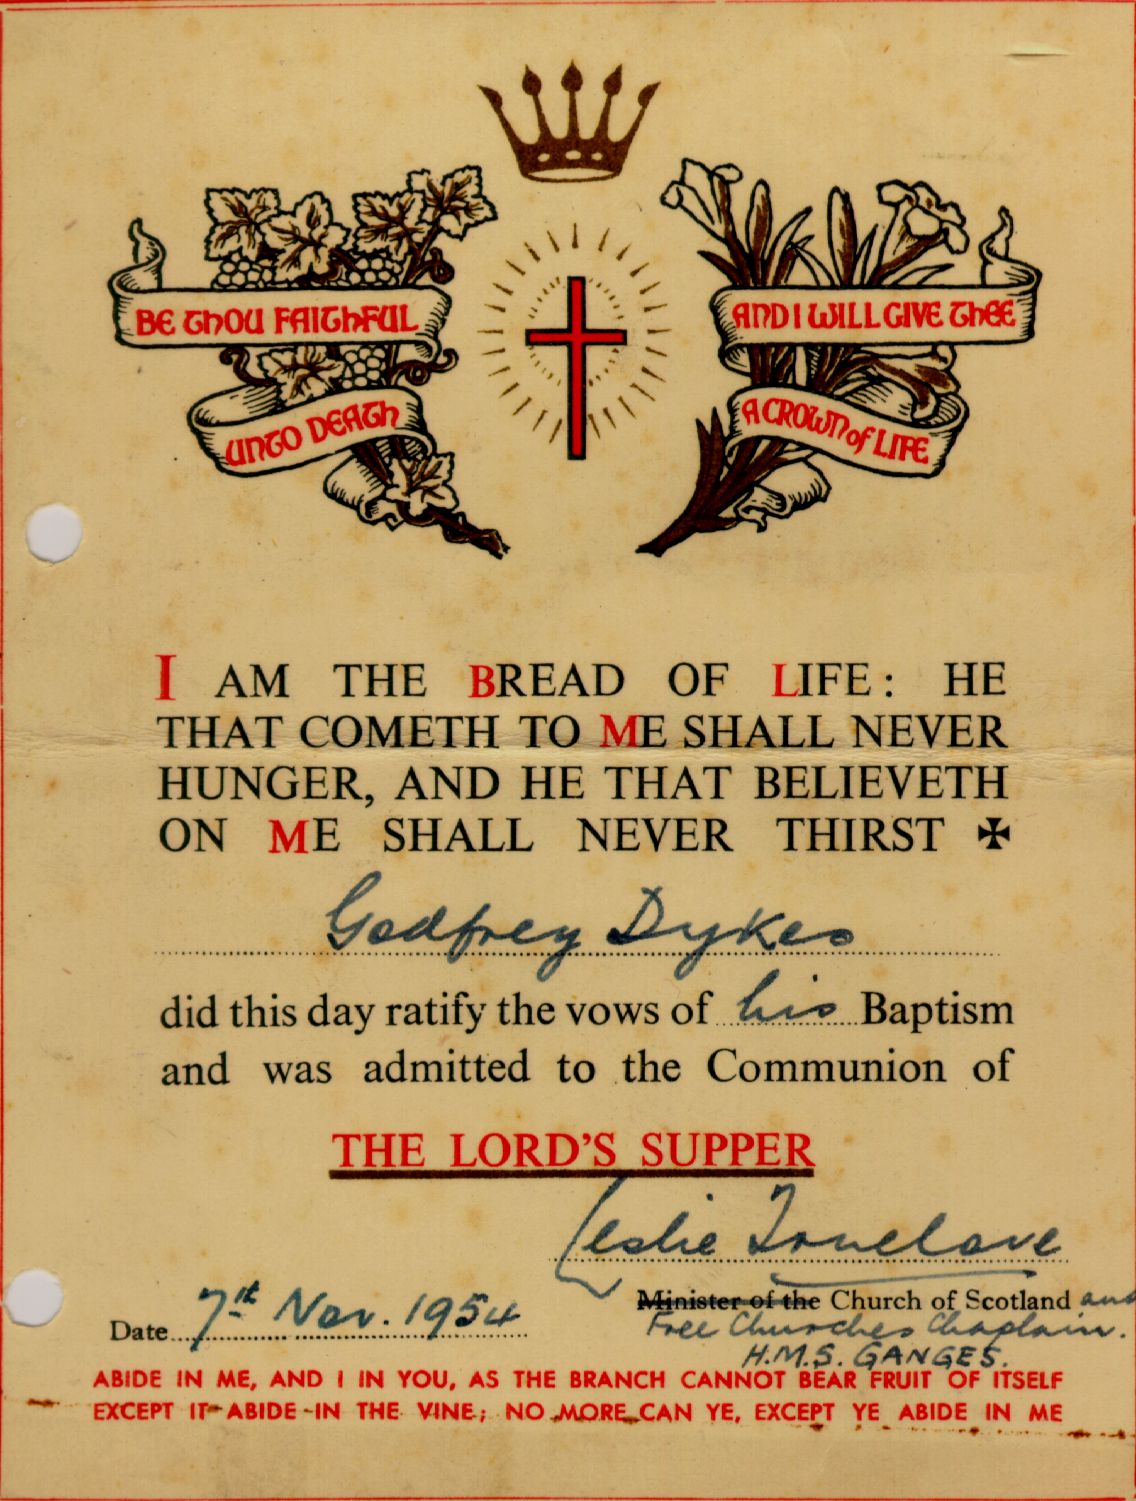 BE THOU FAITHFUL
UNTO DEATH
AND I WILL GIVE THEE
A CROWN of LIFE
I AM THE BREAD OF LIFE: HE
THAT COMETH TO ME SHALL NEVER
HUNGER, AND HE THAT BELIEVETH
ON ME SHALL NEVER THIRST ✠
Godfrey Dykes
did this day ratify the vows of his Baptism
and was admitted to the Communion of
THE LORD'S SUPPER
Leslie
Minister of the Church of Scotland and
Free Churches Chaplain.
H.M.S. GANGES.
Date 7th Nov. 1954
ABIDE IN ME, AND I IN YOU, AS THE BRANCH CANNOT BEAR FRUIT OF ITSELF
EXCEPT IT ABIDE IN THE VINE; NO MORE CAN YE, EXCEPT YE ABIDE IN ME